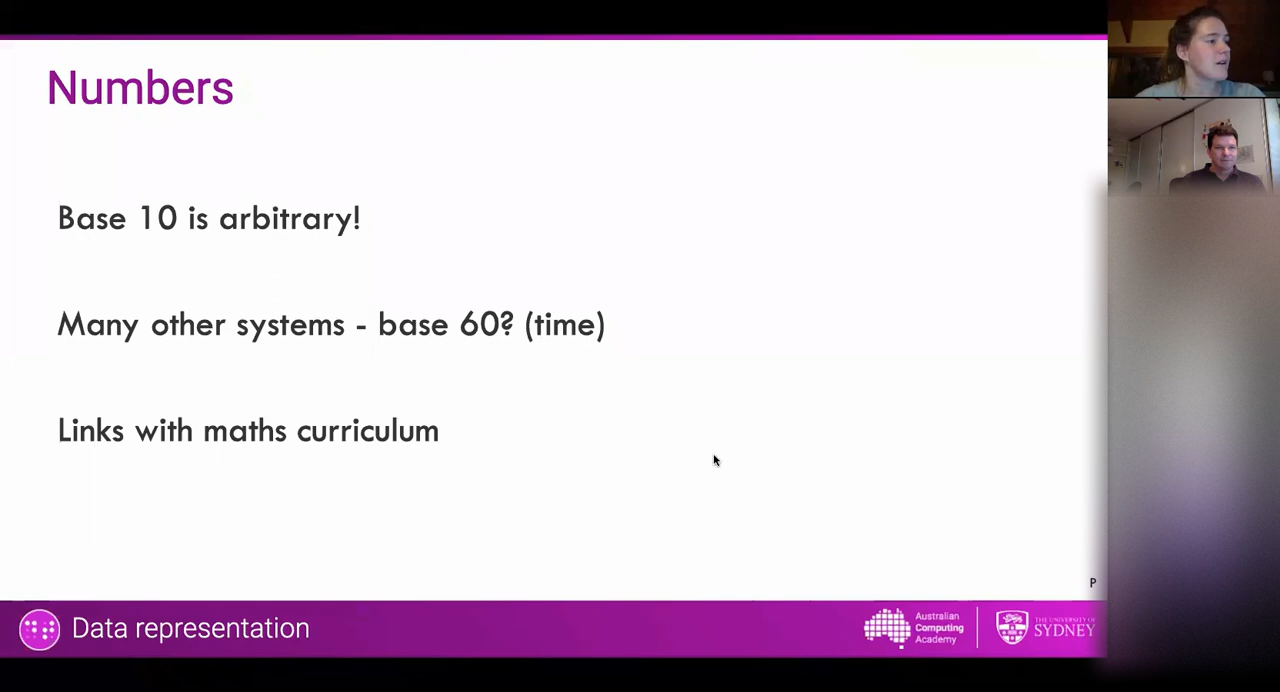 Numbers
Base 10 is arbitrary!
Many other systems - base 60? (time)
Links with maths curriculum
P
Data representation
Australian
Computing
Academy
THE UNIVERSITY OF
SYDNEY